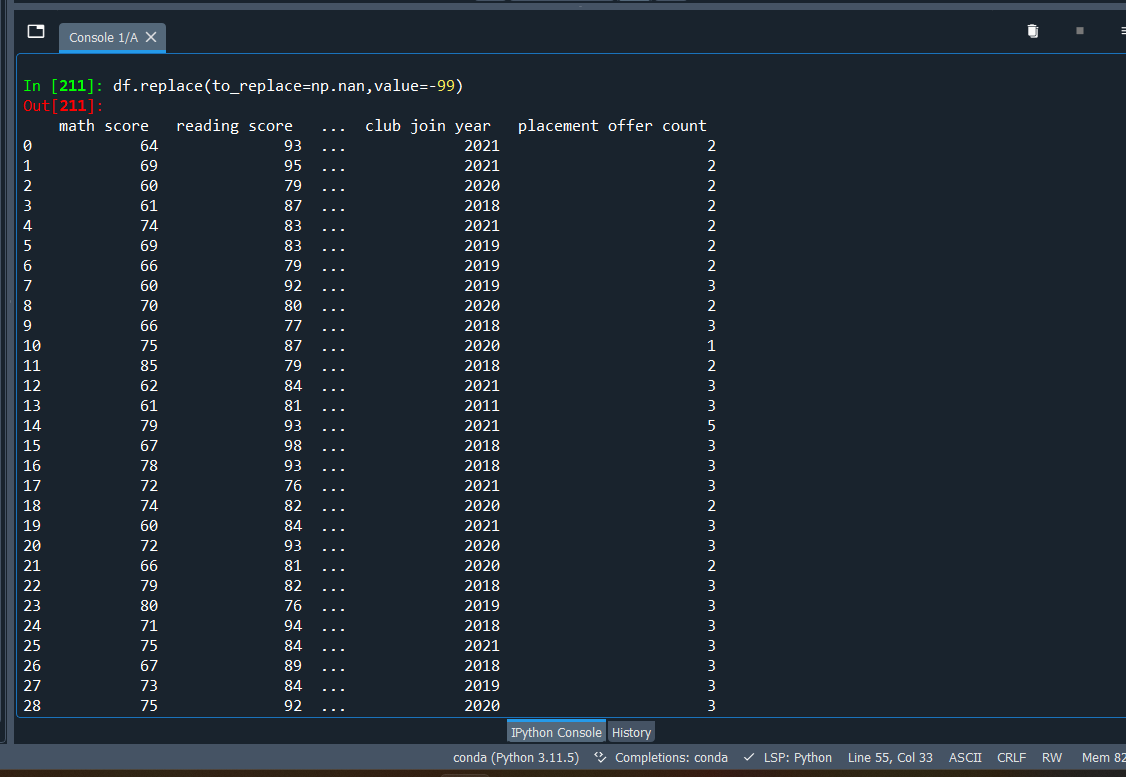 Console 1/A
In [211]: df.replace(to_replace=np.nan,value=-99)
Out[211]:
math score reading score ... club join year placement offer count
0 64 93 ... 2021 2
1 69 95 ... 2021 2
2 60 79 ... 2020 2
3 61 87 ... 2018 2
4 74 83 ... 2021 2
5 69 83 ... 2019 2
6 66 79 ... 2019 2
7 60 92 ... 2019 3
8 70 80 ... 2020 2
9 66 77 ... 2018 3
10 75 87 ... 2020 1
11 85 79 ... 2018 2
12 62 84 ... 2021 3
13 61 81 ... 2011 3
14 79 93 ... 2021 5
15 67 98 ... 2018 3
16 78 93 ... 2018 3
17 72 76 ... 2021 3
18 74 82 ... 2020 2
19 60 84 ... 2021 3
20 72 93 ... 2020 3
21 66 81 ... 2020 2
22 79 82 ... 2018 3
23 80 76 ... 2019 3
24 71 94 ... 2018 3
25 75 84 ... 2021 3
26 67 89 ... 2018 3
27 73 84 ... 2019 3
28 75 92 ... 2020 3
IPython Console History
conda (Python 3.11.5) Completions: conda LSP: Python Line 55, Col 33 ASCII CRLF RW Mem 82